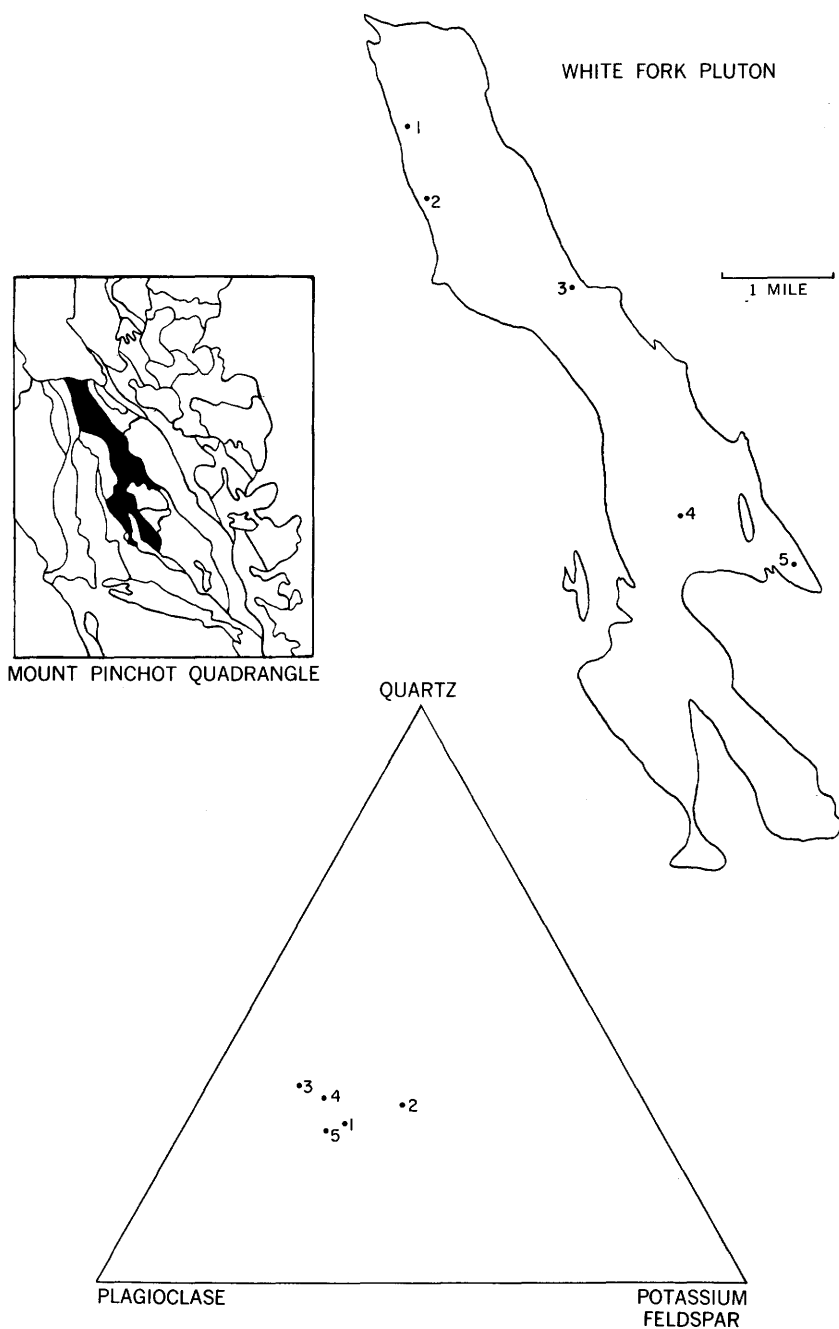 WHITE FORK PLUTON
1
2
3
1 MILE
4
5
MOUNT PINCHOT QUADRANGLE
QUARTZ
3
4
2
1
5
PLAGIOCLASE
POTASSIUM
FELDSPAR